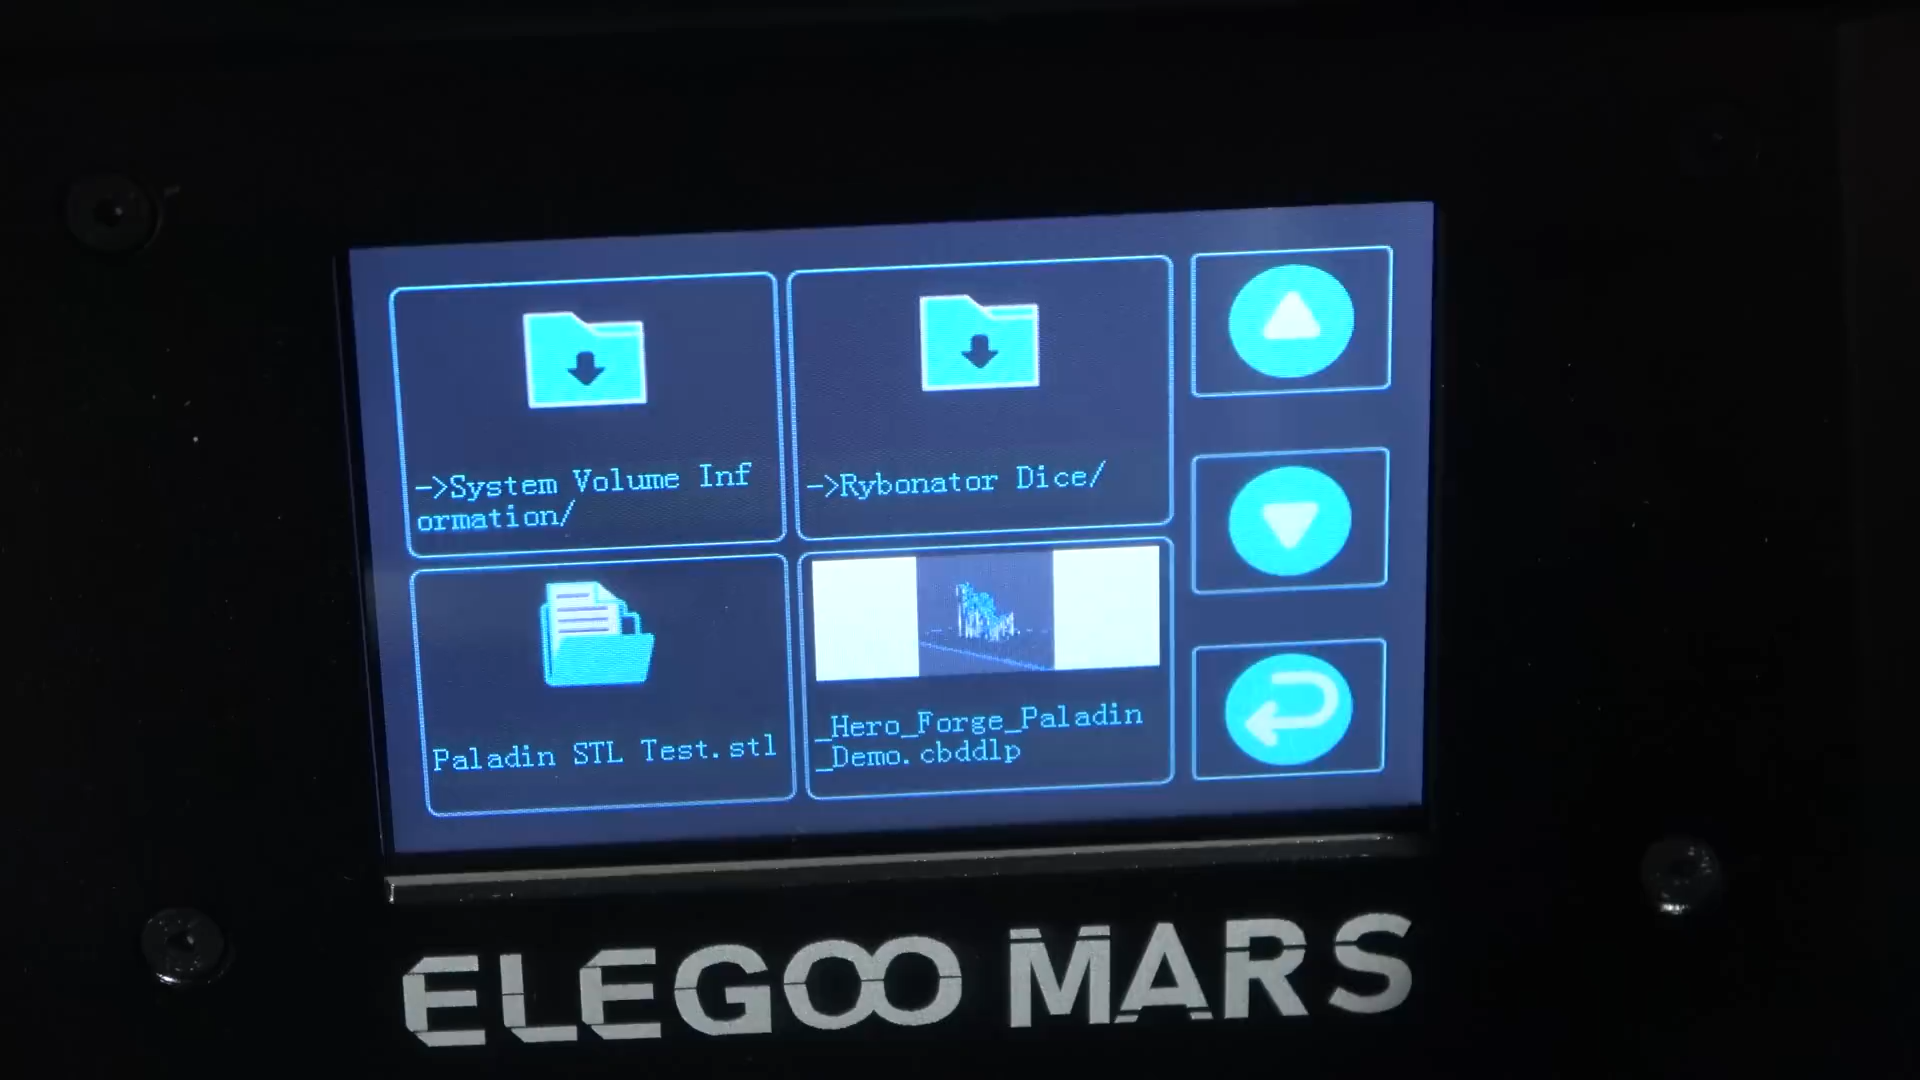 ->System Volume Inf
ormation/
->Rybonator Dice/
Paladin STL Test.stl
_Hero_Forge_Paladin
_Demo.cbddlp
ELEGOO MARS